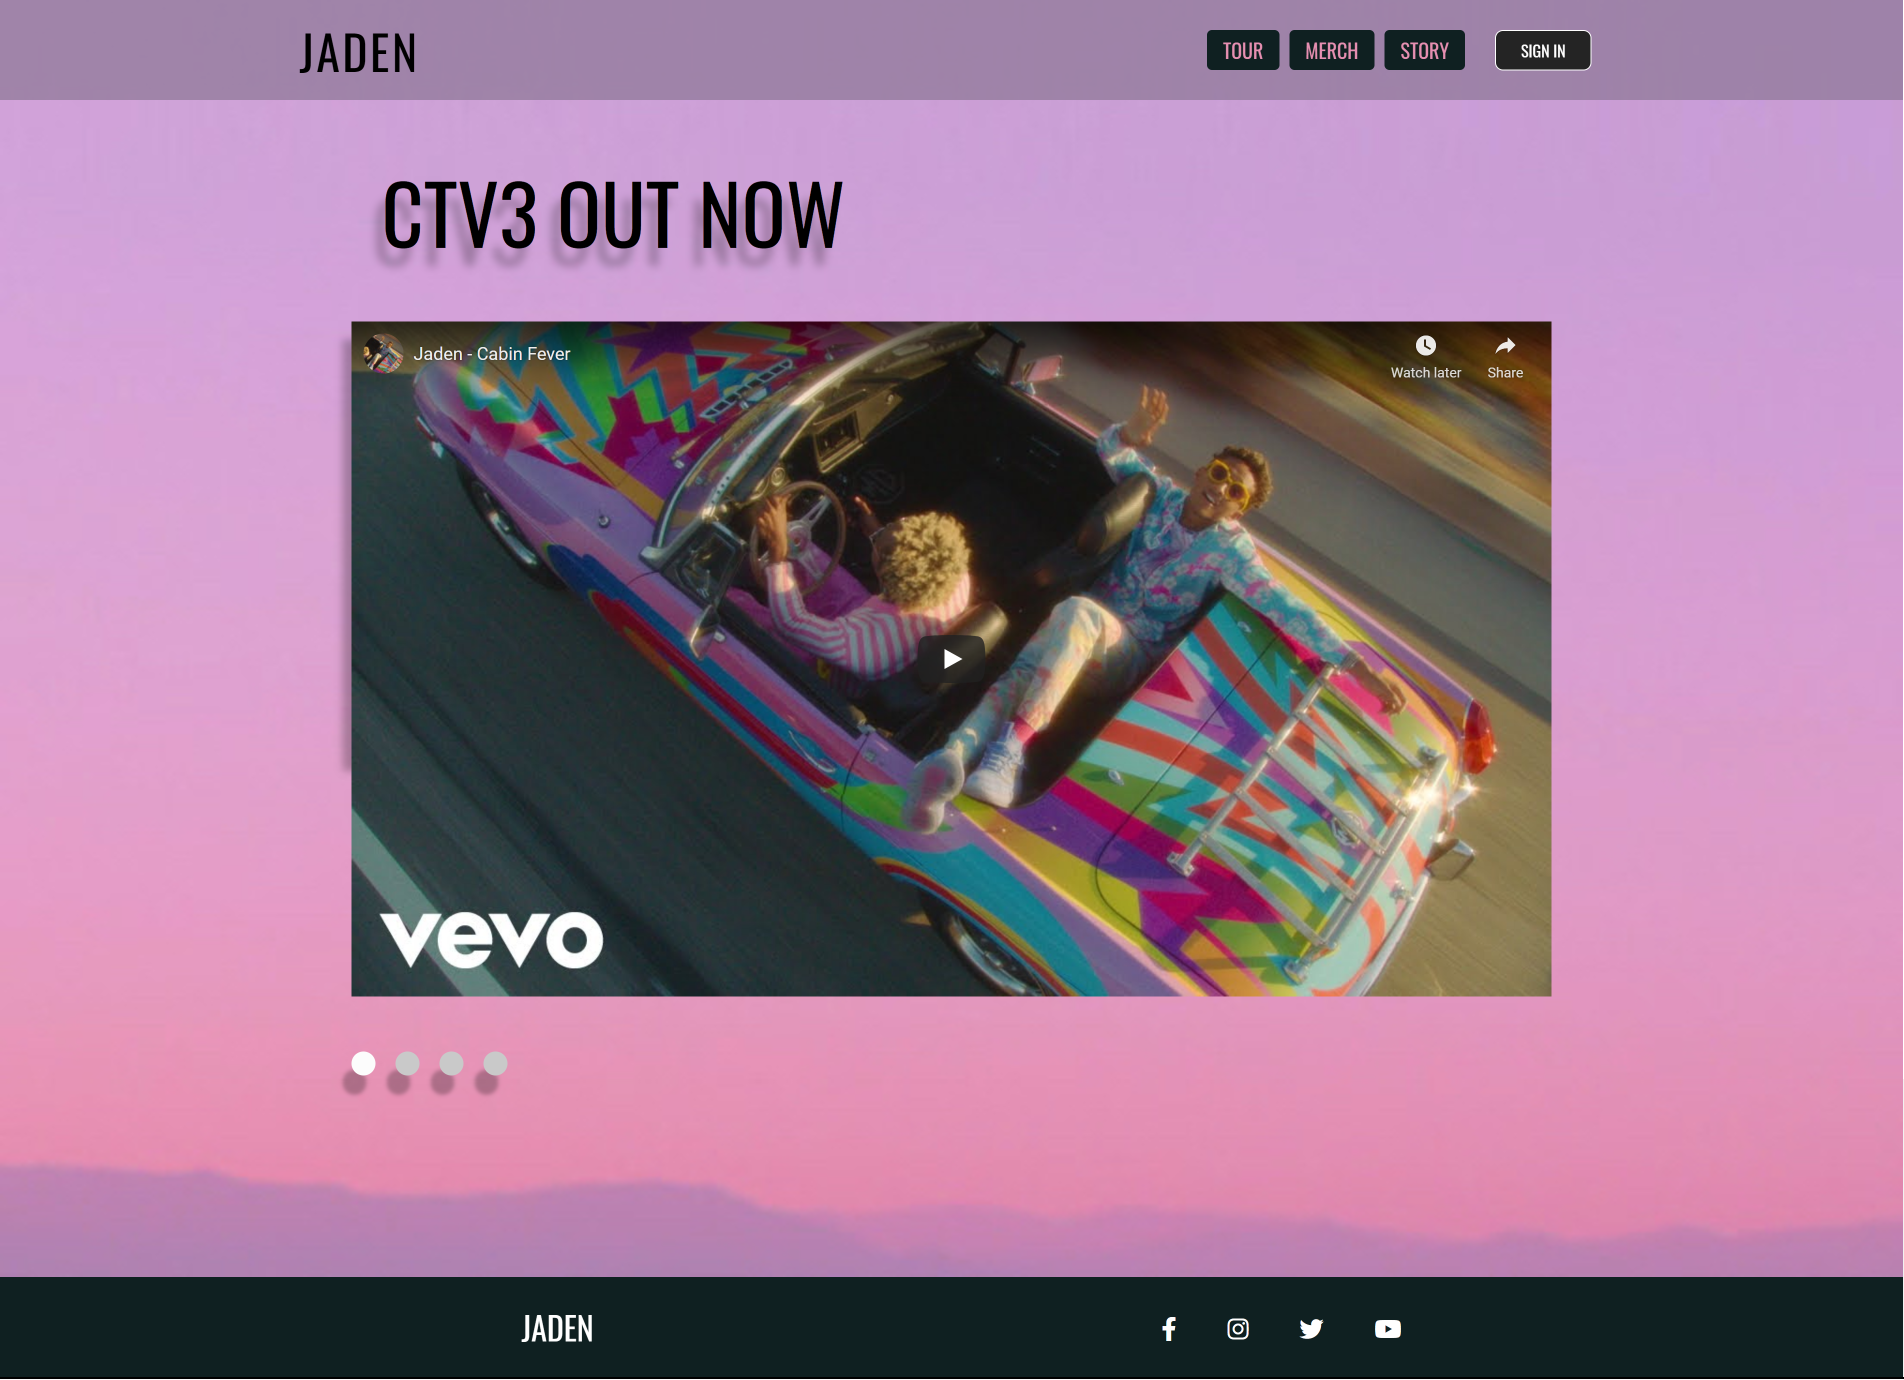 JADEN
TOUR MERCH STORY SIGN IN
CTV3 OUT NOW
Jaden - Cabin Fever
Watch later Share
vevo
JADEN